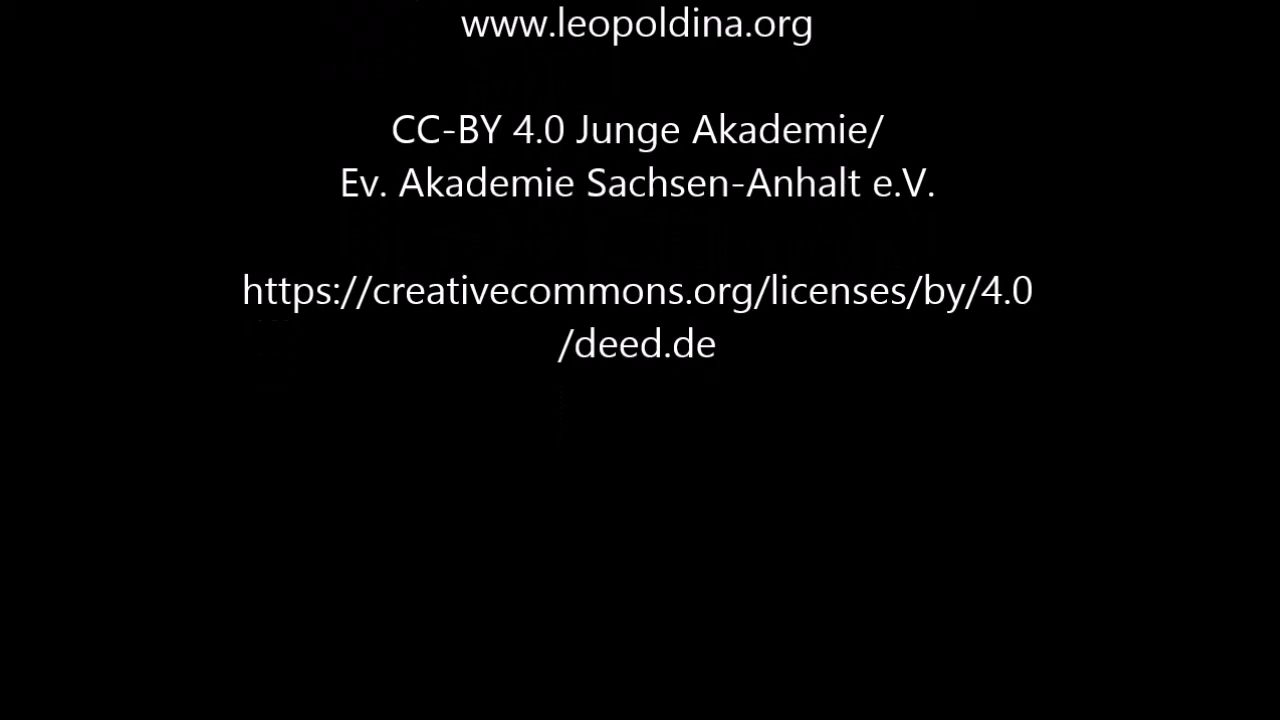 www.leopoldina.org
CC-BY 4.0 Junge Akademie/
Ev. Akademie Sachsen-Anhalt e.V.
https://creativecommons.org/licenses/by/4.0
/deed.de